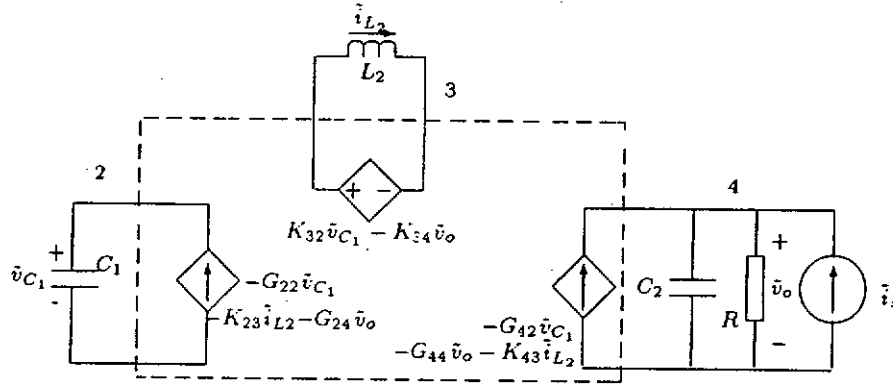 ĩ_{L_2}
L_2
3
2
+ −
K_{32}ṽ_{C_1} − K_{34}ṽ_o
4
+
ṽ_{C_1}
C_1
-
−G_{22}ṽ_{C_1}
−K_{23}ĩ_{L2}−G_{24}ṽ_o
C_2
+
ṽ_o
R
−
−G_{42}ṽ_{C_1}
−G_{44}ṽ_o − K_{43}ĩ_{L_2}